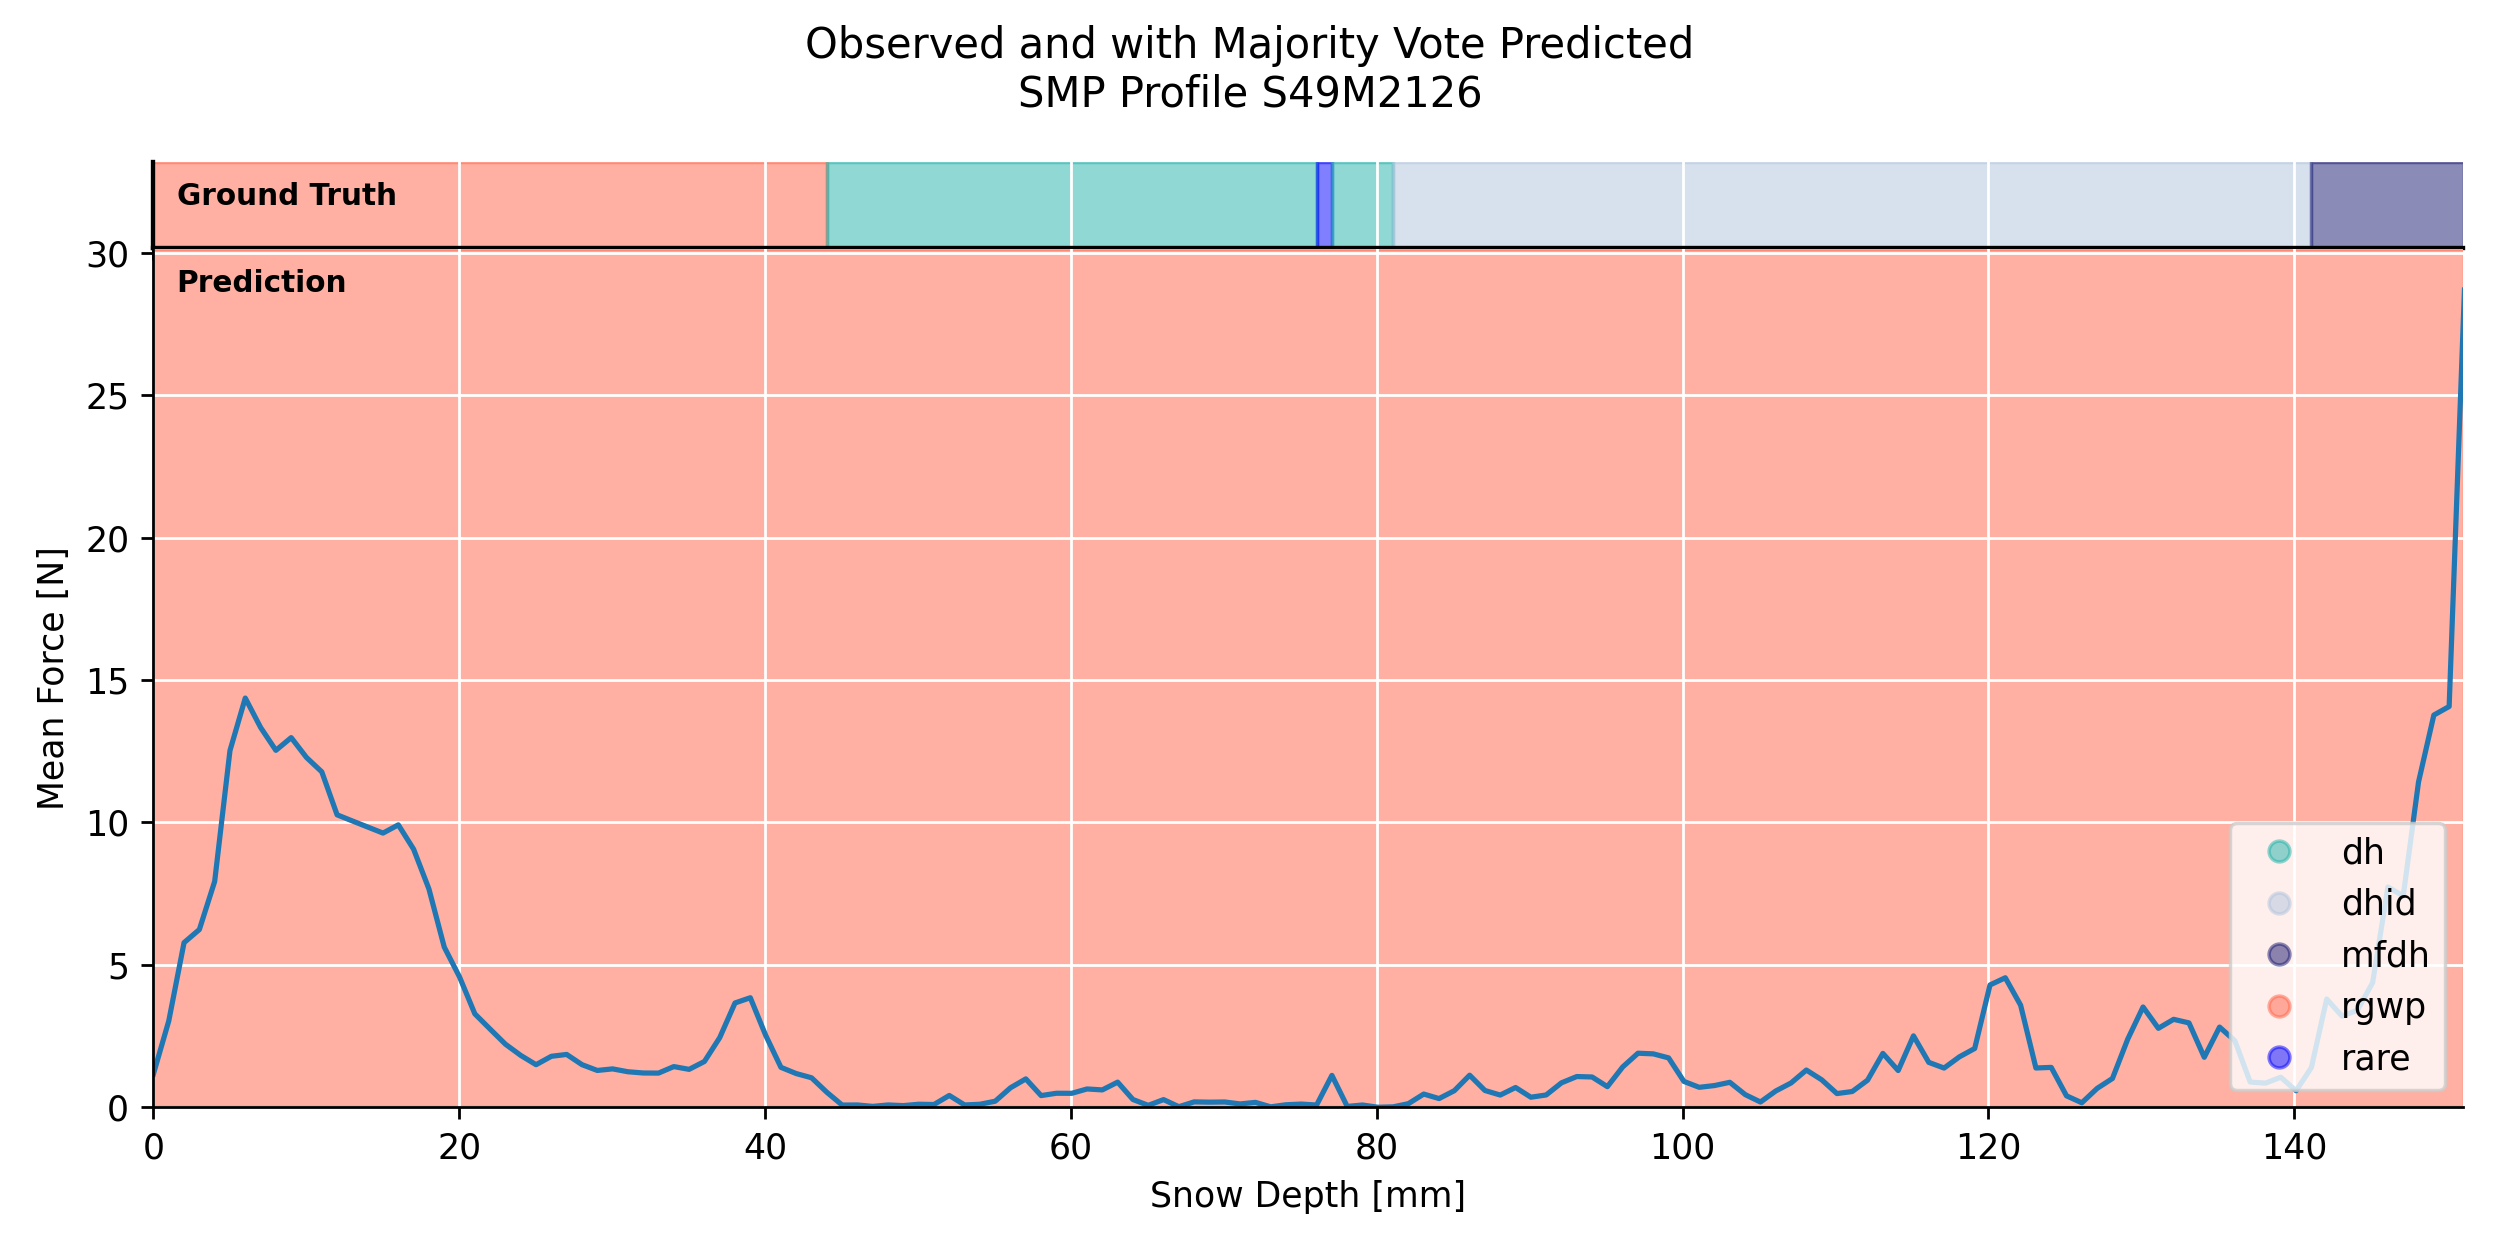 Observed and with Majority Vote Predicted
SMP Profile S49M2126
Ground Truth
Prediction
30
25
20
15
10
5
0
Mean Force [N]
0 20 40 60 80 100 120 140
Snow Depth [mm]
dh
dhid
mfdh
rgwp
rare